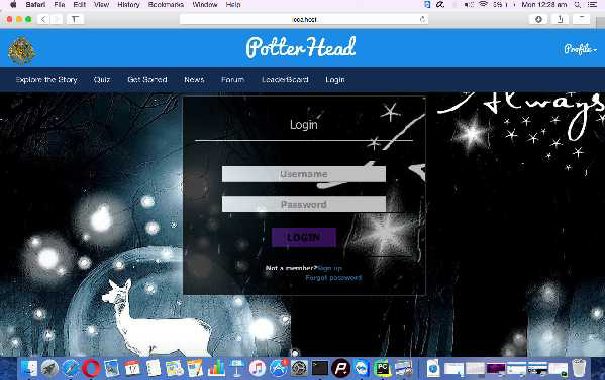 Safari File Edit View History Bookmarks Window Help 5% Mon 12:28 am
localhost
Potter Head
Profile
Explore the Story Quiz Get Sorted News Forum LeaderBoard Login
Always
Login
Username
Password
LOGIN
Not a member?Sign up
Forgot password